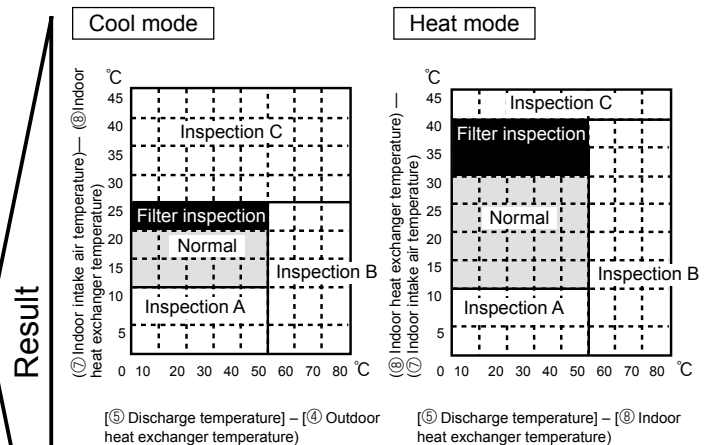 Cool mode
Heat mode
Result
(⑦ Indoor intake air temperature)— (⑧Indoor
heat exchanger temperature)
℃
45
40
35
30
25
20
15
10
5
0 10 20 30 40 50 60 70 80 ℃
Inspection C
Filter inspection
Normal
Inspection B
Inspection A
[⑤ Discharge temperature] – [④ Outdoor
heat exchanger temperature)
(⑧ Indoor heat exchanger temperature) —
(⑦ Indoor intake air temperature)
℃
45
40
35
30
25
20
15
10
5
0 10 20 30 40 50 60 70 80 ℃
Inspection C
Filter inspection
Normal
Inspection B
Inspection A
[⑤ Discharge temperature] – [⑧ Indoor
heat exchanger temperature)